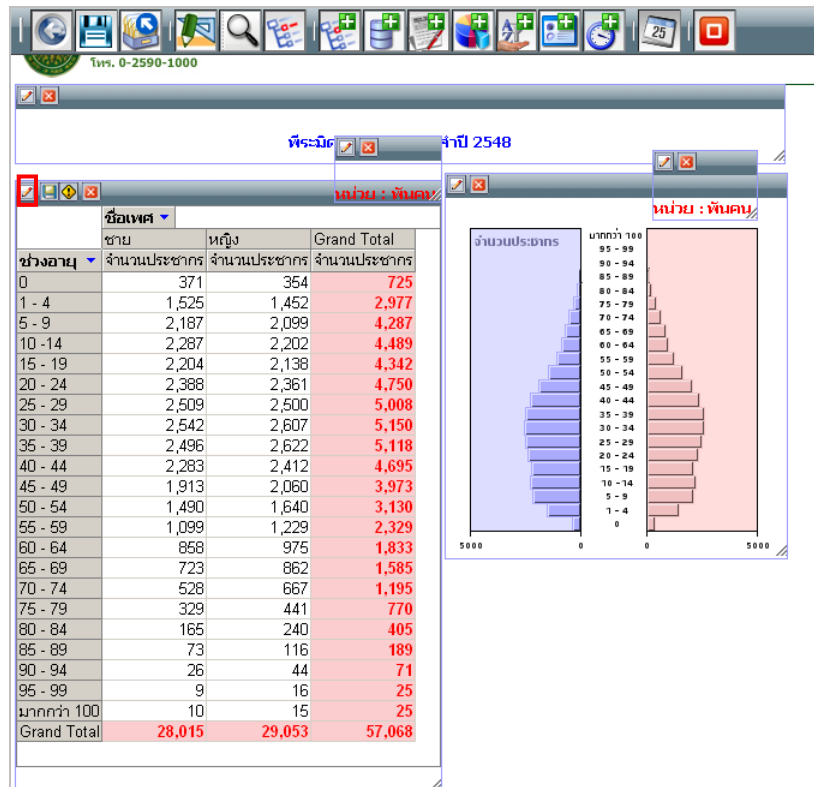 25
โทร. 0-2590-1000
พีระมิด
ปี 2548
หน่วย : พันคน
หน่วย : พันคน
ชื่อเพศ
ชาย หญิง Grand Total
ช่วงอายุ จำนวนประชากร จำนวนประชากร จำนวนประชากร
0 371 354 725
1 - 4 1,525 1,452 2,977
5 - 9 2,187 2,099 4,287
10 -14 2,287 2,202 4,489
15 - 19 2,204 2,138 4,342
20 - 24 2,388 2,361 4,750
25 - 29 2,509 2,500 5,008
30 - 34 2,542 2,607 5,150
35 - 39 2,496 2,622 5,118
40 - 44 2,283 2,412 4,695
45 - 49 1,913 2,060 3,973
50 - 54 1,490 1,640 3,130
55 - 59 1,099 1,229 2,329
60 - 64 858 975 1,833
65 - 69 723 862 1,585
70 - 74 528 667 1,195
75 - 79 329 441 770
80 - 84 165 240 405
85 - 89 73 116 189
90 - 94 26 44 71
95 - 99 9 16 25
มากกว่า 100 10 15 25
Grand Total 28,015 29,053 57,068
จำนวนประชากร
มากกว่า 100
95 - 99
90 - 94
85 - 89
80 - 84
75 - 79
70 - 74
65 - 69
60 - 64
55 - 59
50 - 54
45 - 49
40 - 44
35 - 39
30 - 34
25 - 29
20 - 24
15 - 19
10 - 14
5 - 9
1 - 4
0
5000 0 0 5000